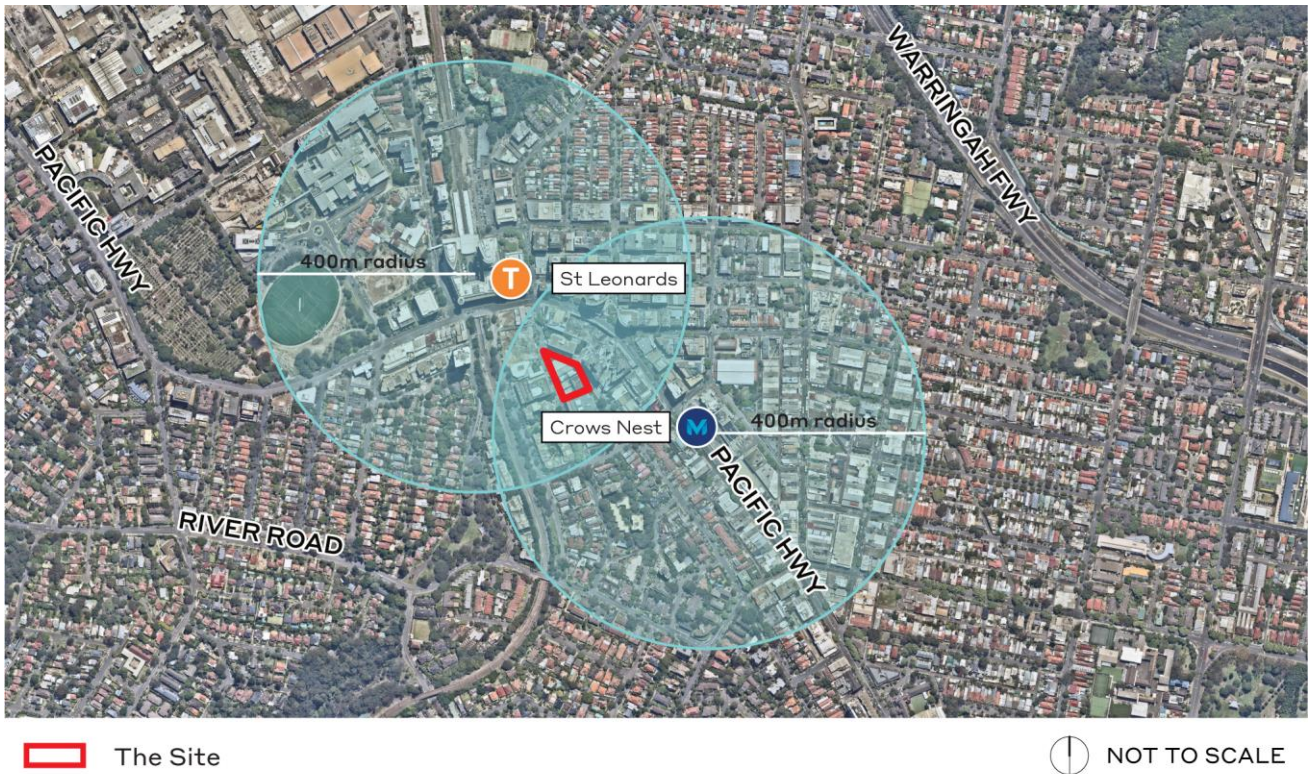 WARRINGAH FWY
PACIFIC HWY
400m radius
T
St Leonards
Crows Nest
M
400m radius
PACIFIC HWY
RIVER ROAD
The Site
NOT TO SCALE